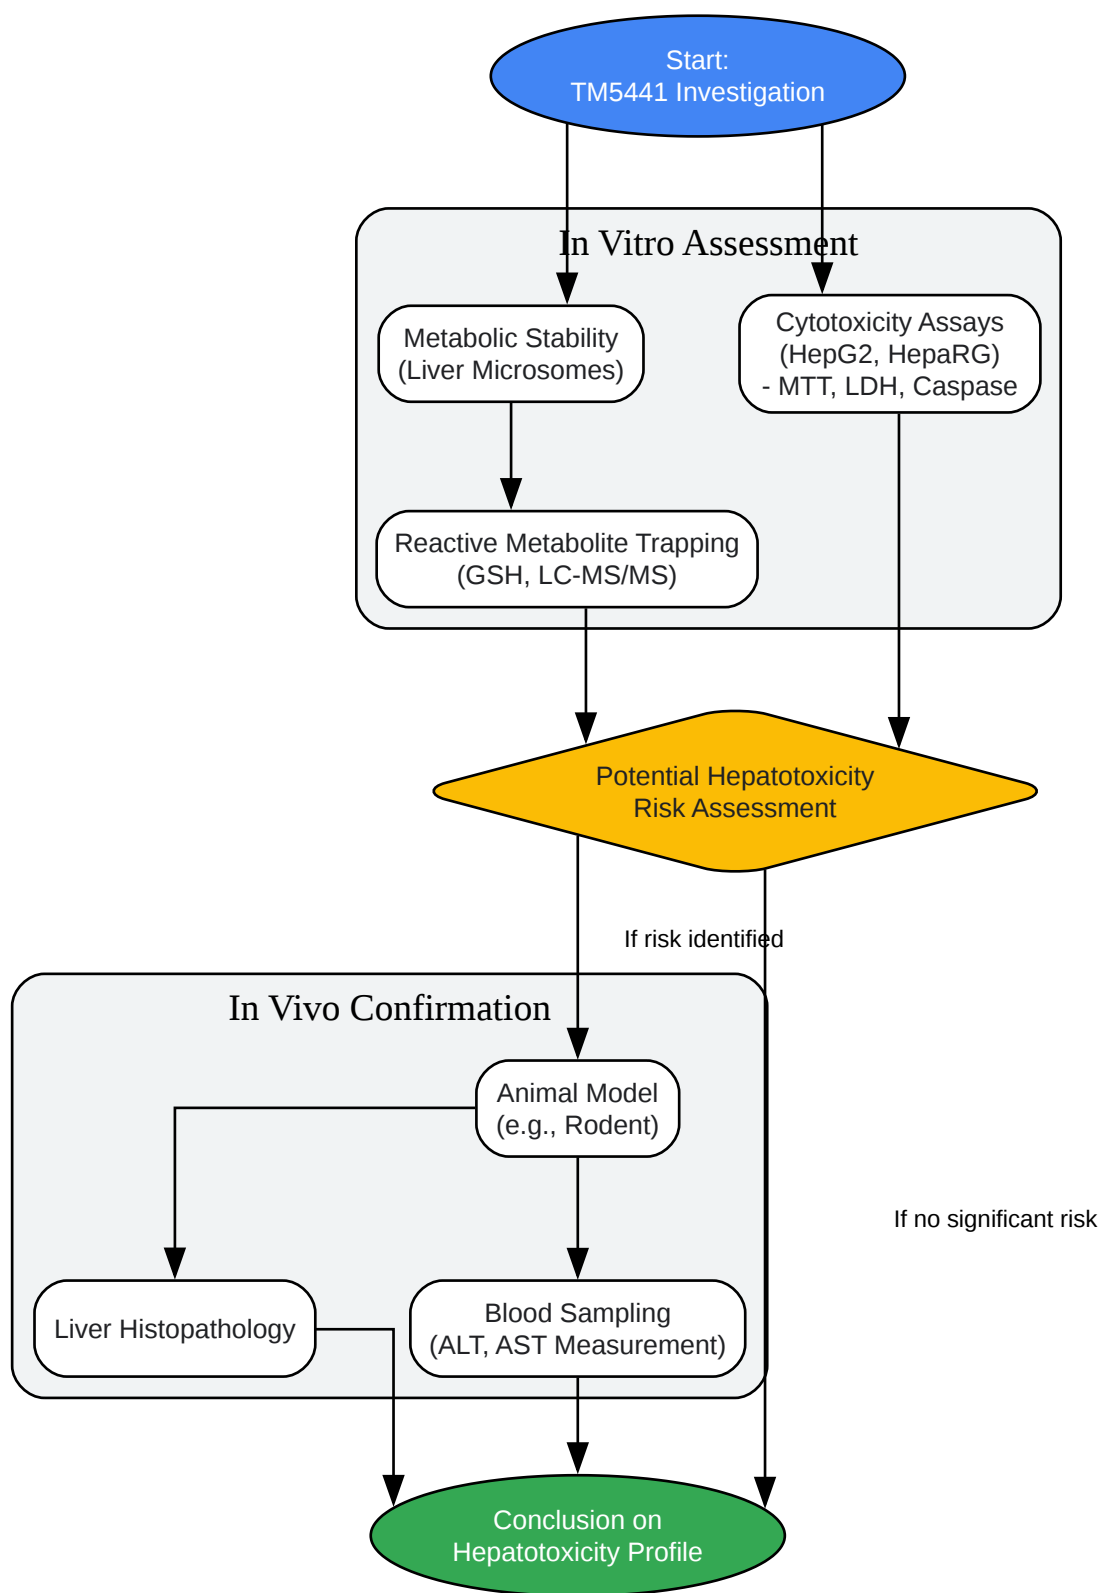 Start:
TM5441 Investigation
In Vitro Assessment
Metabolic Stability
(Liver Microsomes)
Cytotoxicity Assays
(HepG2, HepaRG)
- MTT, LDH, Caspase
Reactive Metabolite Trapping
(GSH, LC-MS/MS)
Potential Hepatotoxicity
Risk Assessment
If risk identified
In Vivo Confirmation
Animal Model
(e.g., Rodent)
If no significant risk
Liver Histopathology
Blood Sampling
(ALT, AST Measurement)
Conclusion on
Hepatotoxicity Profile